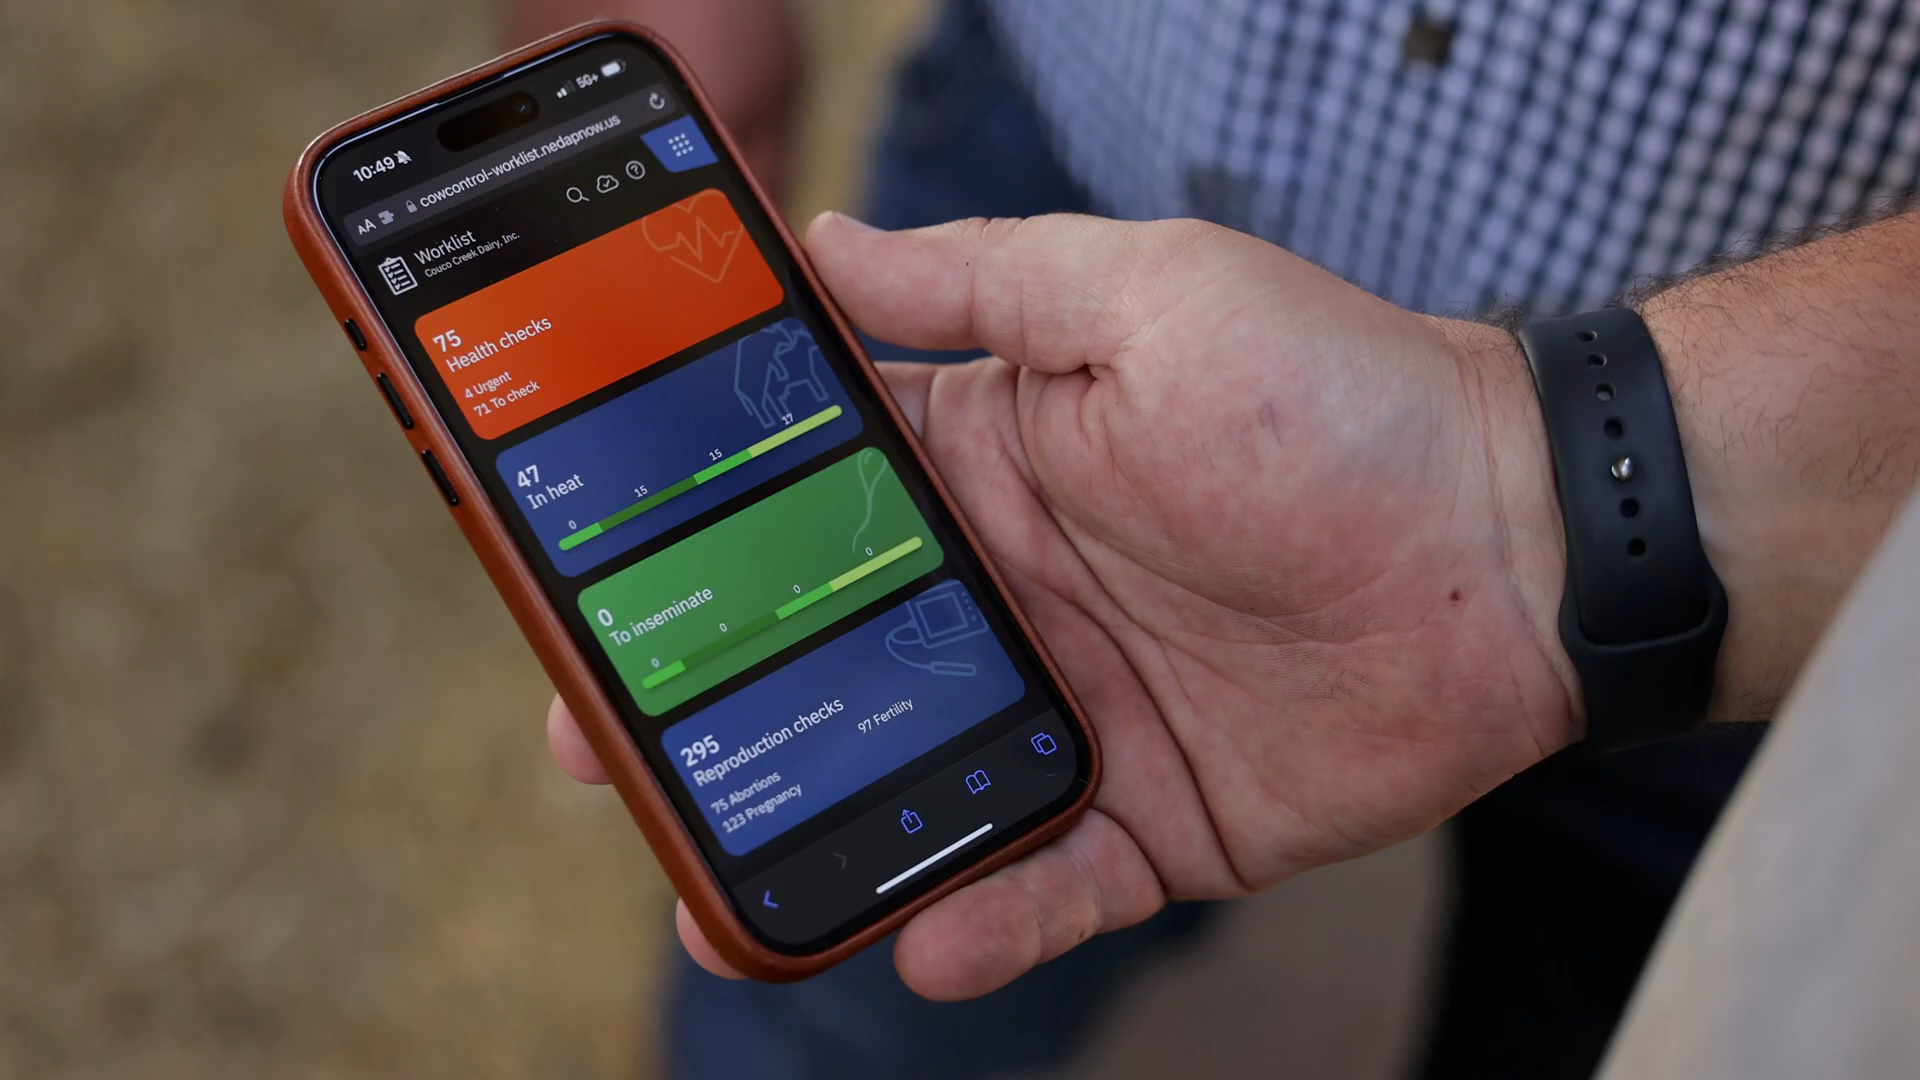 10:49
5G+
AA cowcontrol-worklist.nedapnow.us
Worklist
Couco Creek Dairy, Inc.
75
Health checks
4 Urgent
71 To check
47
In heat
0 15 15 17
0
To inseminate
0 0 0 0
295
Reproduction checks
75 Abortions
97 Fertility
123 Pregnancy